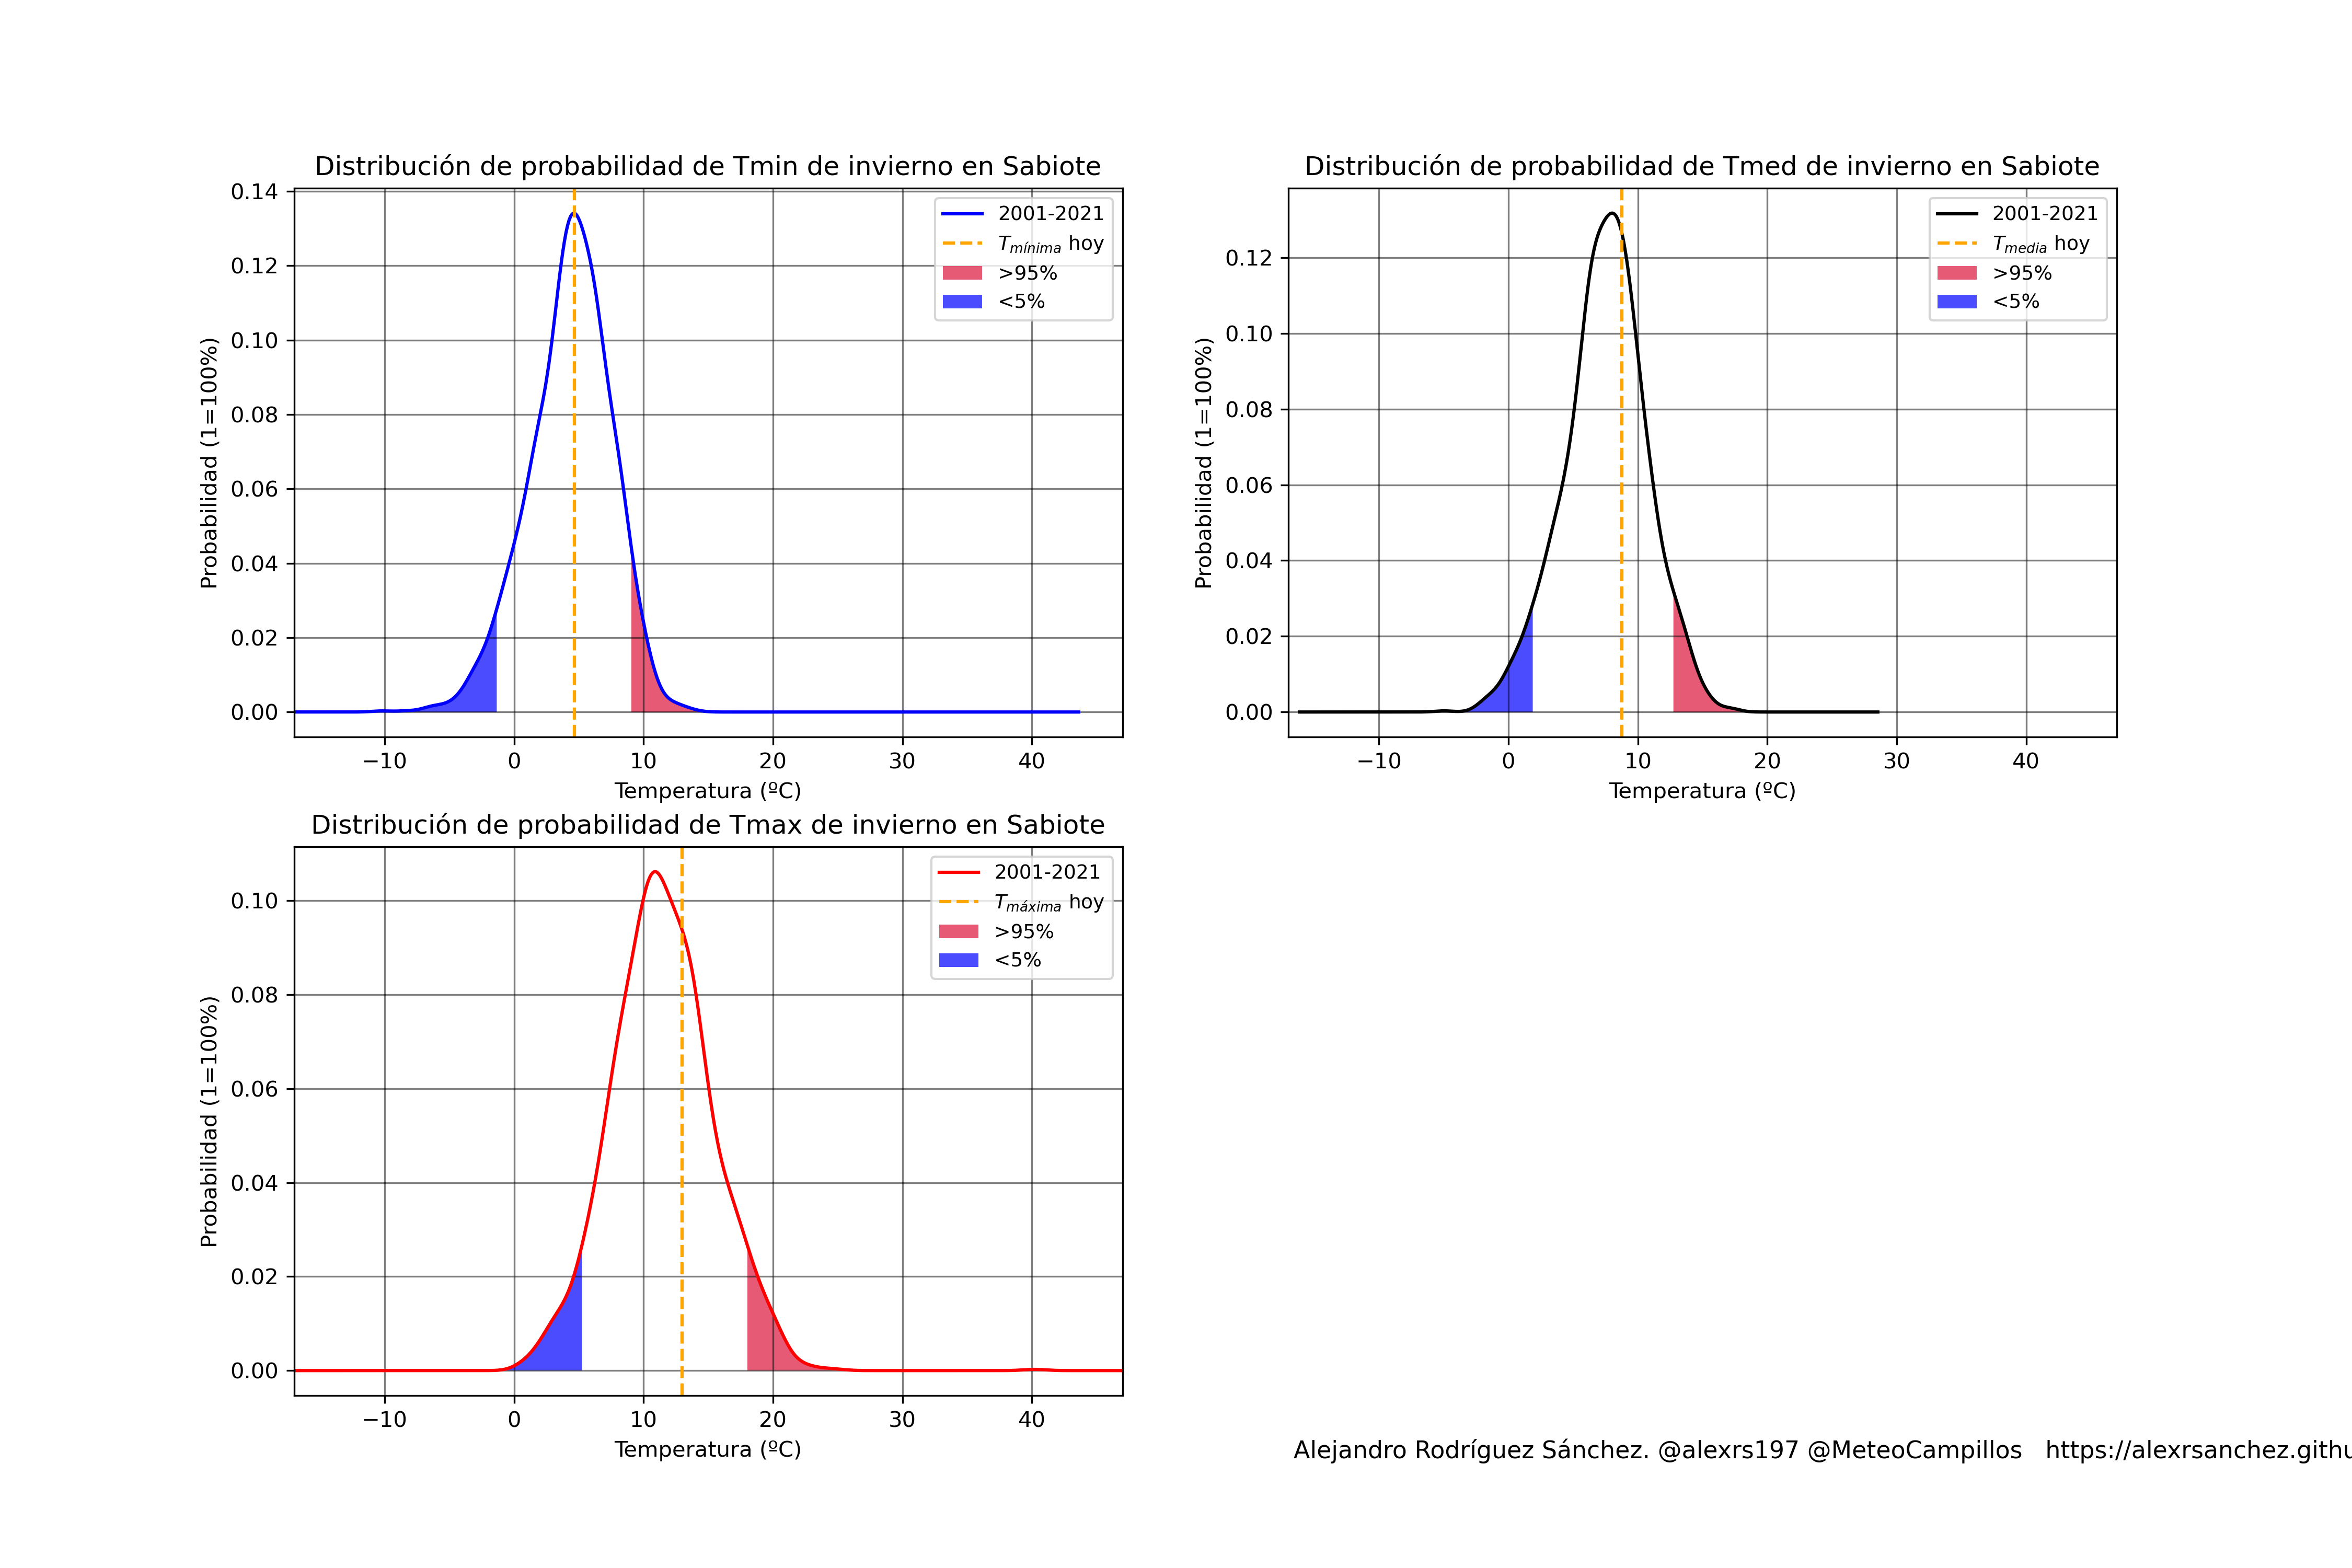 Distribución de probabilidad de Tmin de invierno en Sabiote
0.14
0.12
0.10
0.08
0.06
0.04
0.02
0.00
Probabilidad (1=100%)
2001-2021
Tmínima hoy
>95%
<5%
−10 0 10 20 30 40
Temperatura (ºC)
Distribución de probabilidad de Tmed de invierno en Sabiote
0.12
0.10
0.08
0.06
0.04
0.02
0.00
Probabilidad (1=100%)
2001-2021
Tmedia hoy
>95%
<5%
−10 0 10 20 30 40
Temperatura (ºC)
Distribución de probabilidad de Tmax de invierno en Sabiote
0.10
0.08
0.06
0.04
0.02
0.00
Probabilidad (1=100%)
2001-2021
Tmáxima hoy
>95%
<5%
−10 0 10 20 30 40
Temperatura (ºC)
Alejandro Rodríguez Sánchez. @alexrs197 @MeteoCampillos https://alexrsanchez.githu